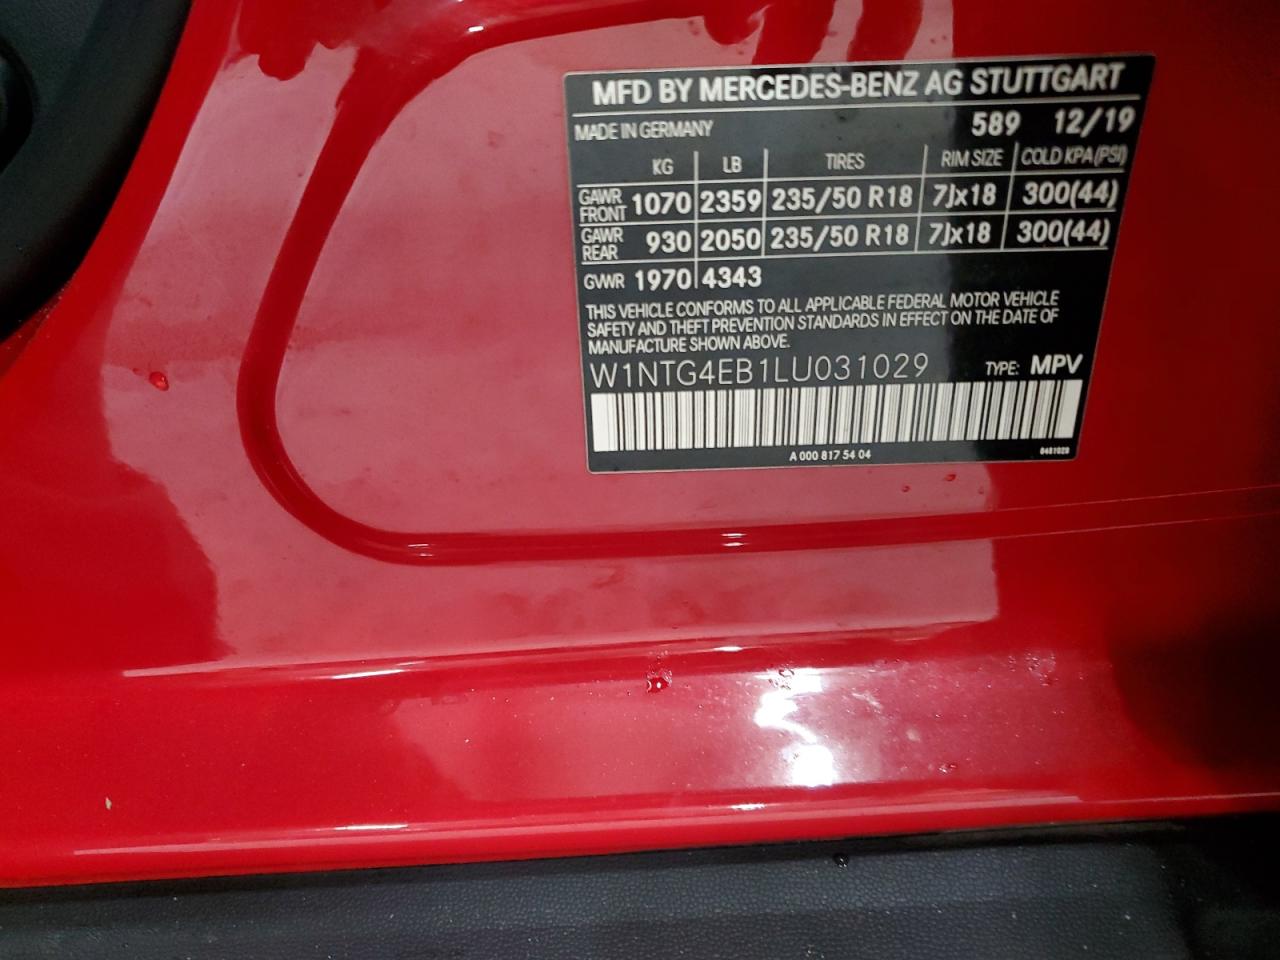 MFD BY MERCEDES-BENZ AG STUTTGART
MADE IN GERMANY 589 12/19
KG LB TIRES RIM SIZE COLD KPA(PSI)
GAWR FRONT 1070 2359 235/50 R18 7Jx18 300(44)
GAWR REAR 930 2050 235/50 R18 7Jx18 300(44)
GVWR 1970 4343
THIS VEHICLE CONFORMS TO ALL APPLICABLE FEDERAL MOTOR VEHICLE
SAFETY AND THEFT PREVENTION STANDARDS IN EFFECT ON THE DATE OF
MANUFACTURE SHOWN ABOVE.
W1NTG4EB1LU031029 TYPE: MPV
A 000 817 54 04